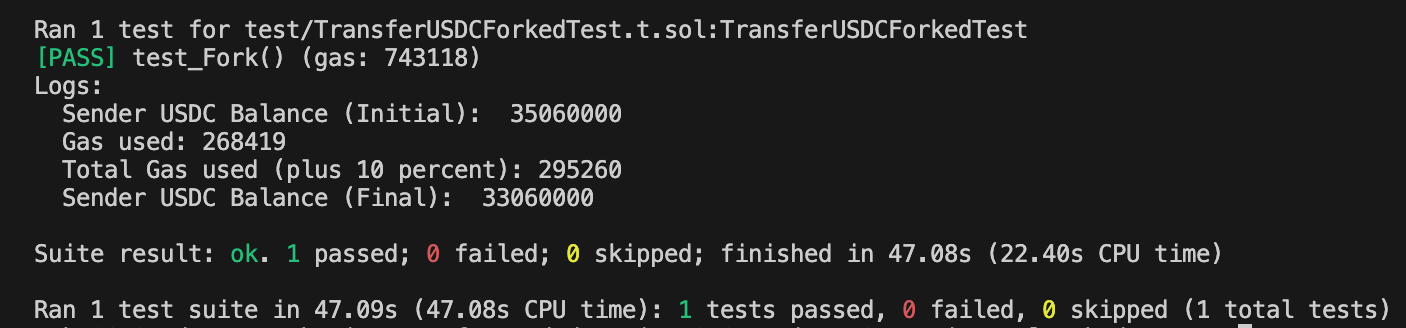 Ran 1 test for test/TransferUSDCForkedTest.t.sol:TransferUSDCForkedTest
[PASS] test_Fork() (gas: 743118)
Logs:
  Sender USDC Balance (Initial):  35060000
  Gas used: 268419
  Total Gas used (plus 10 percent): 295260
  Sender USDC Balance (Final):  33060000
Suite result: ok. 1 passed; 0 failed; 0 skipped; finished in 47.08s (22.40s CPU time)
Ran 1 test suite in 47.09s (47.08s CPU time): 1 tests passed, 0 failed, 0 skipped (1 total tests)